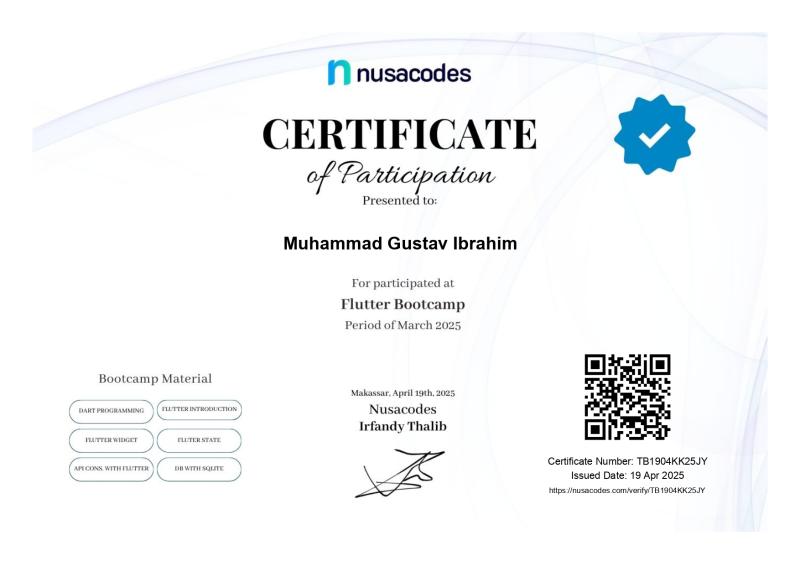 nusacodes
CERTIFICATE
of Participation
Presented to:
Muhammad Gustav Ibrahim
For participated at
Flutter Bootcamp
Period of March 2025
Bootcamp Material
DART PROGRAMMING
FLUTTER INTRODUCTION
FLUTTER WIDGET
FLUTER STATE
API CONS. WITH FLUTTER
DB WITH SQLITE
Makassar, April 19th, 2025
Nusacodes
Irfandy Thalib
Certificate Number: TB1904KK25JY
Issued Date: 19 Apr 2025
https://nusacodes.com/verify/TB1904KK25JY